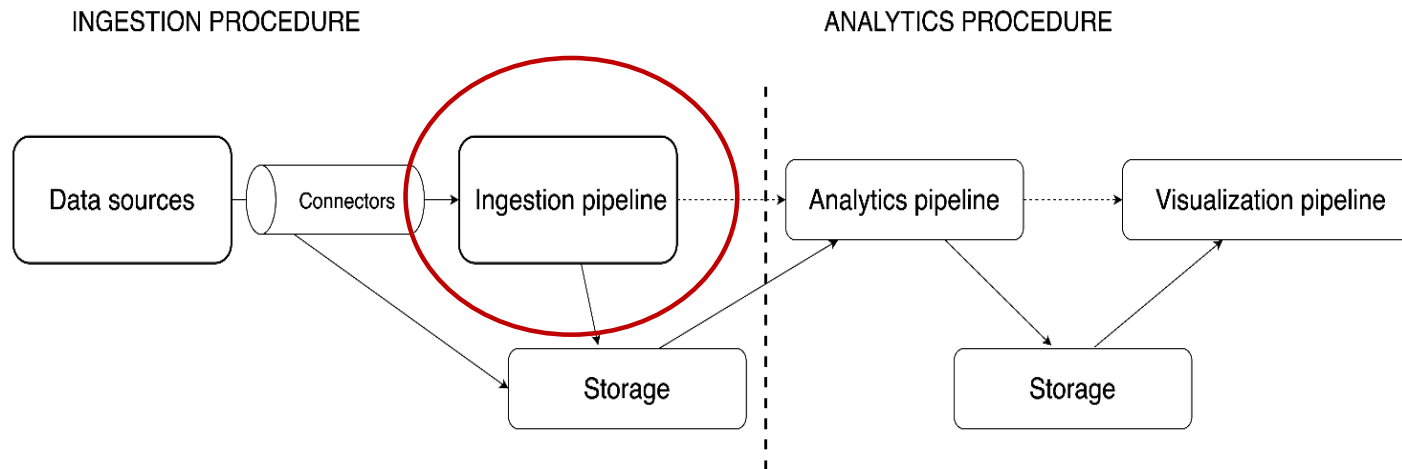 INGESTION PROCEDURE
ANALYTICS PROCEDURE
Data sources
Connectors
Ingestion pipeline
Analytics pipeline
Visualization pipeline
Storage
Storage